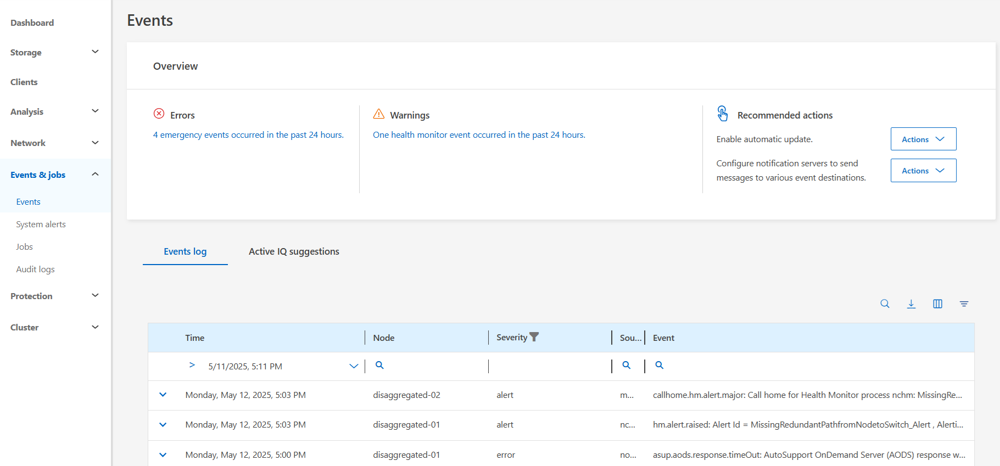 Dashboard
Storage
Clients
Analysis
Network
Events & jobs
Events
System alerts
Jobs
Audit logs
Protection
Cluster
Events
Overview
Errors
4 emergency events occurred in the past 24 hours.
Warnings
One health monitor event occurred in the past 24 hours.
Recommended actions
Enable automatic update.
Actions
Configure notification servers to send
messages to various event destinations.
Actions
Events log
Active IQ suggestions
Time Node Severity Sou... Event
> 5/11/2025, 5:11 PM
Monday, May 12, 2025, 5:03 PM disaggregated-02 alert m... callhome.hm.alert.major: Call home for Health Monitor process nchm: MissingRe...
Monday, May 12, 2025, 5:03 PM disaggregated-01 alert nc... hm.alert.raised: Alert Id = MissingRedundantPathfromNodetoSwitch_Alert , Alerti...
Monday, May 12, 2025, 5:00 PM disaggregated-01 error no... asup.aods.response.timeOut: AutoSupport OnDemand Server (AODS) response w...